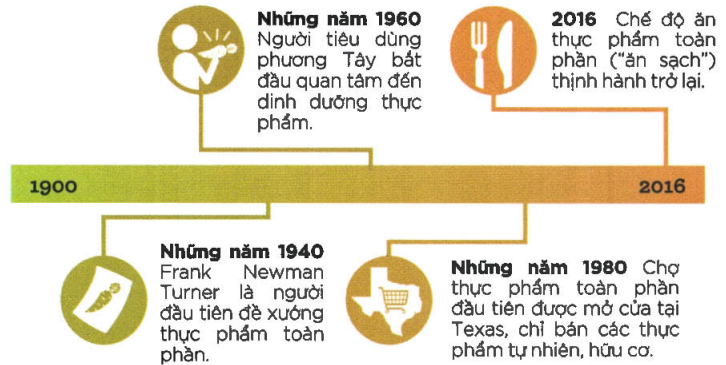 Những năm 1960
Người tiêu dùng
phương Tây bắt
đầu quan tâm đến
dinh dưỡng thực
phẩm.
2016 Chế độ ăn
thực phẩm toàn
phần (“ăn sạch”)
thịnh hành trở lại.
1900
2016
Những năm 1940
Frank Newman
Turner là người
đầu tiên đề xướng
thực phẩm toàn
phần.
Những năm 1980 Chợ
thực phẩm toàn phần
đầu tiên được mở cửa tại
Texas, chỉ bán các thực
phẩm tự nhiên, hữu cơ.